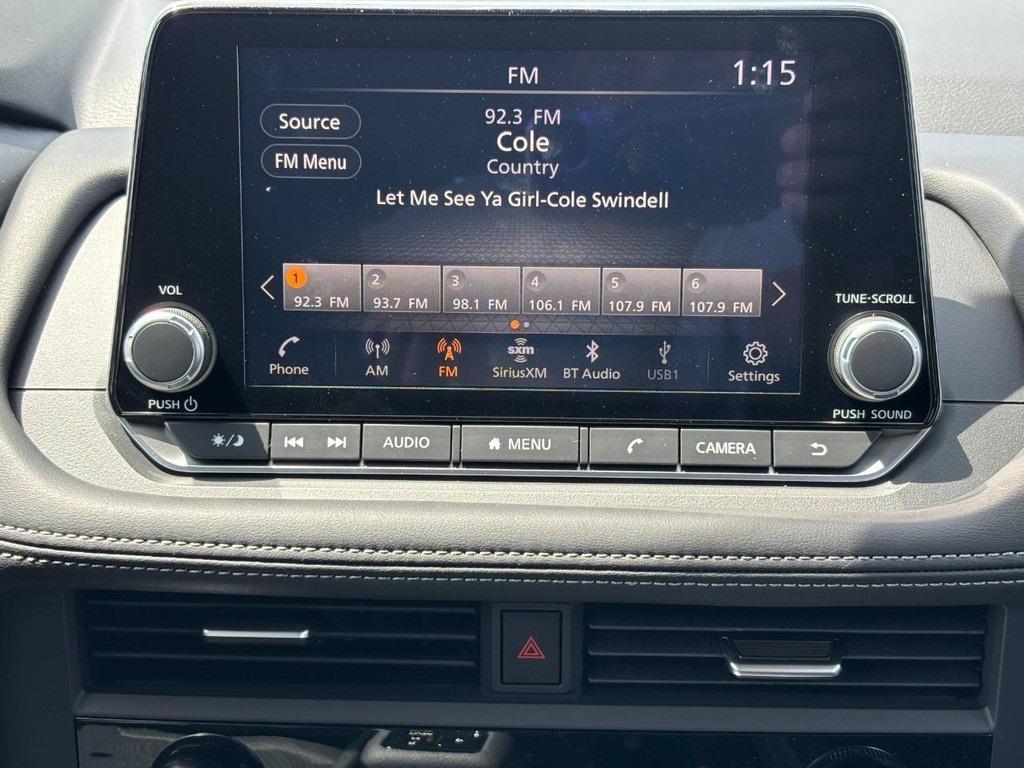 FM 1:15
Source
FM Menu
92.3 FM
Cole
Country
Let Me See Ya Girl-Cole Swindell
1 2 3 4 5 6
92.3 FM 93.7 FM 98.1 FM 106.1 FM 107.9 FM 107.9 FM
sxm
Phone AM FM SiriusXM BT Audio USB1 Settings
VOL
PUSH
TUNE·SCROLL
PUSH SOUND
AUDIO MENU CAMERA